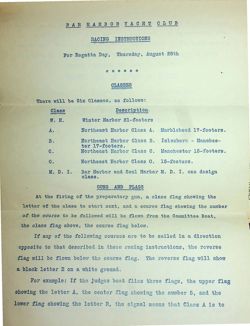 BAR HARBOR YACHT CLUB
RACING INSTRUCTIONS
For Regatta Day, Thursday, August 28th
* * * * * *
CLASSES
There will be Six Classes, as follows:
Class Description
W. H. Winter Harbor 21-footers
A. Northeast Harbor Class A. Marblehead 17-footers.
B. Northeast Harbor Class B. Islesboro - Manches-
ter 17-footers.
C. Northeast Harbor Class C. Manchester 15-footers.
G. Northeast Harbor Class G. 15-footers.
M. D. I. Bar Harbor and Seal Harbor M. D. I. one design
class.
GUNS AND FLAGS
At the firing of the preparatory gun, a class flag showing the
letter of the class to start next, and a course flag showing the number
of the course to be followed will be flown from the Committee Boat,
the class flag above, the course flag below.
If any of the following courses are to be sailed in a direction
opposite to that described in these racing instructions, the reverse
flag will be flown below the course flag. The reverse flag will show
a black letter R on a white ground.
For example: If the judges boat flies three flags, the upper flag
showing the letter A, the center flag showing the number 5, and the
lower flag showing the letter R, the signal means that Class A is to